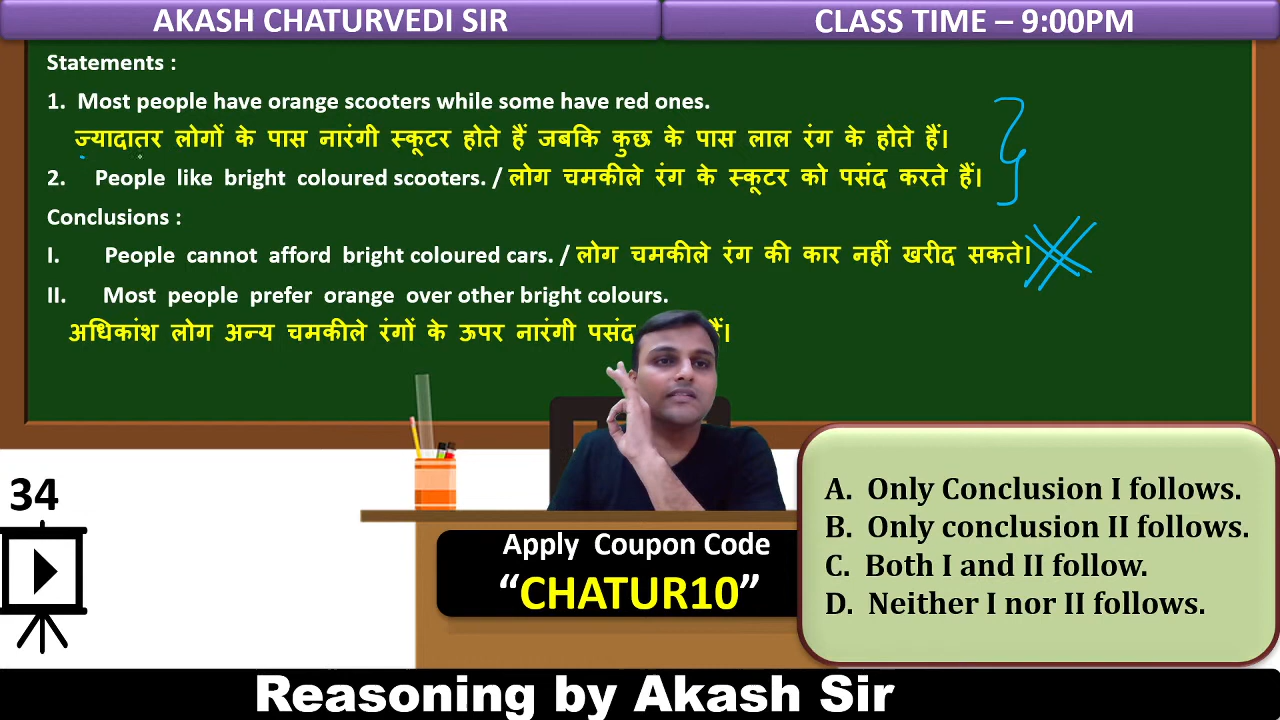 AKASH CHATURVEDI SIR
CLASS TIME – 9:00PM
Statements :
1. Most people have orange scooters while some have red ones.
ज्यादातर लोगों के पास नारंगी स्कूटर होते हैं जबकि कुछ के पास लाल रंग के होते हैं।
2. People like bright coloured scooters. / लोग चमकीले रंग के स्कूटर को पसंद करते हैं।
Conclusions :
I. People cannot afford bright coloured cars. / लोग चमकीले रंग की कार नहीं खरीद सकते।
II. Most people prefer orange over other bright colours.
अधिकांश लोग अन्य चमकीले रंगों के ऊपर नारंगी पसंद हैं।
34
A. Only Conclusion I follows.
B. Only conclusion II follows.
C. Both I and II follow.
D. Neither I nor II follows.
Apply Coupon Code
“CHATUR10”
Reasoning by Akash Sir